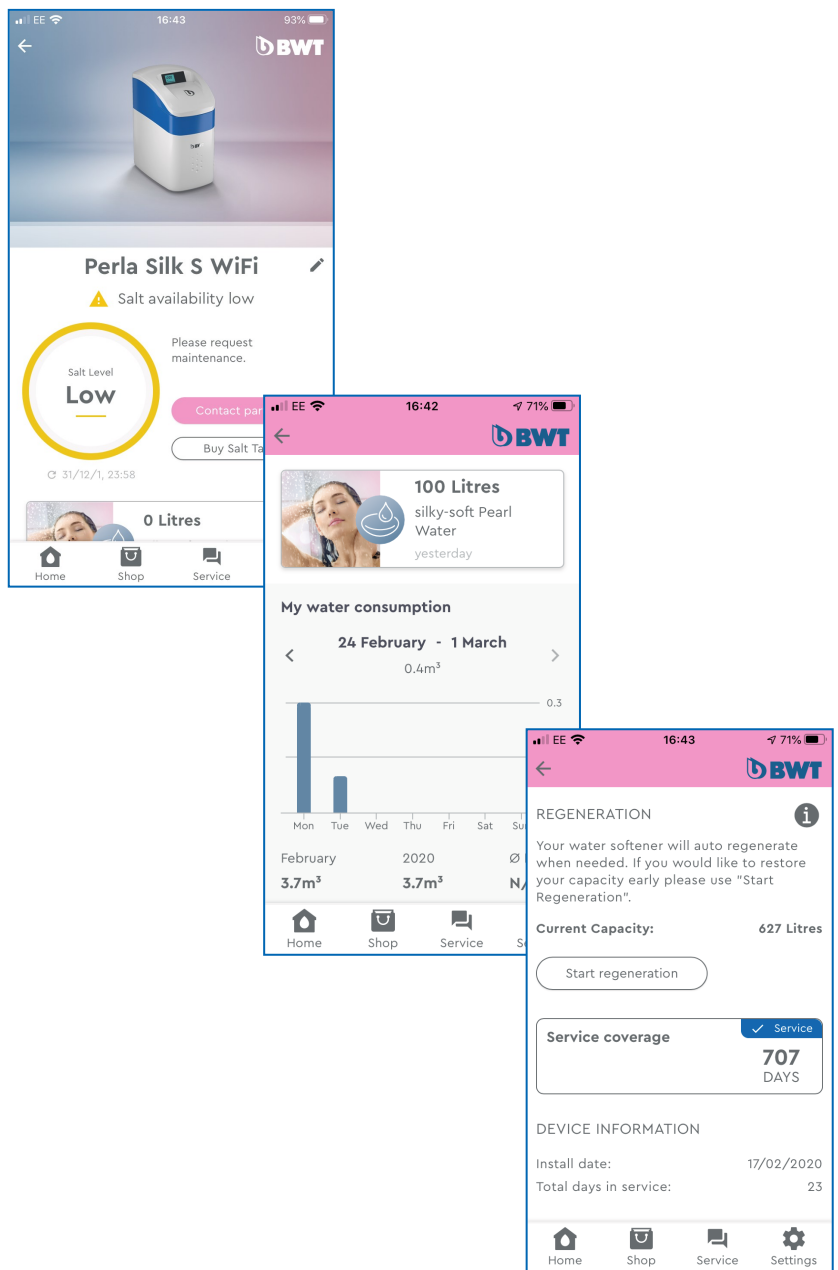 EE 16:43 93%
BWT
Perla Silk S WiFi
Salt availability low
Salt Level
Low
Please request
maintenance.
Contact par
Buy Salt Ta
31/12/1, 23:58
0 Litres
Home Shop Service
EE 16:42 71%
BWT
100 Litres
silky-soft Pearl
Water
yesterday
My water consumption
24 February - 1 March
0.4m³
0.3
Mon Tue Wed Thu Fri Sat Su
February 2020 Ø
3.7m³ 3.7m³ N/
Home Shop Service S
EE 16:43 71%
BWT
REGENERATION
Your water softener will auto regenerate
when needed. If you would like to restore
your capacity early please use "Start
Regeneration".
Current Capacity: 627 Litres
Start regeneration
Service coverage
Service
707
DAYS
DEVICE INFORMATION
Install date: 17/02/2020
Total days in service: 23
Home Shop Service Settings